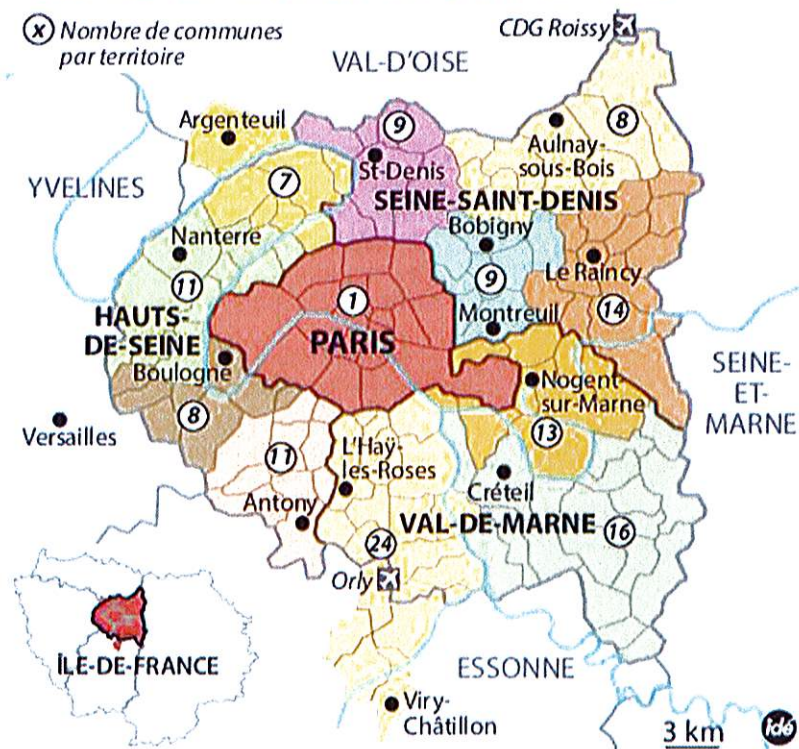 x Nombre de communes
par territoire
CDG Roissy
VAL-D'OISE
Argenteuil
9
8
Aulnay-
sous-Bois
St-Denis
YVELINES
7
SEINE-SAINT-DENIS
Bobigny
Nanterre
9
Le Raincy
11
1
14
HAUTS-
DE-SEINE
Montreuil
PARIS
Boulogne
Nogent-
sur-Marne
SEINE-
ET-
MARNE
8
Versailles
13
11
L'Haÿ-
les-Roses
Créteil
Antony
VAL-DE-MARNE
16
24
Orly
ÎLE-DE-FRANCE
ESSONNE
Viry-
Châtillon
3 km
idé